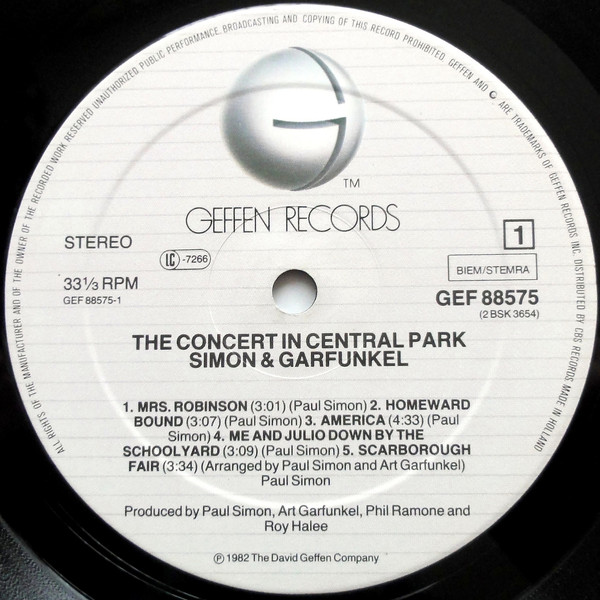 ALL RIGHTS OF THE MANUFACTURER AND OF THE OWNER OF THE RECORDED WORK RESERVED UNAUTHORIZED PUBLIC PERFORMANCE, BROADCASTING AND COPYING OF THIS RECORD PROHIBITED. GEFFEN AND G ARE TRADEMARKS OF GEFFEN RECORDS INC. DISTRIBUTED BY CBS RECORDS MADE IN HOLLAND
TM
GEFFEN RECORDS
STEREO
LC -7266
1
33⅓ RPM
GEF 88575-1
BIEM/STEMRA
GEF 88575
(2 BSK 3654)
THE CONCERT IN CENTRAL PARK
SIMON & GARFUNKEL
1. MRS. ROBINSON (3:01) (Paul Simon) 2. HOMEWARD
BOUND (3:07) (Paul Simon) 3. AMERICA (4:33) (Paul
Simon) 4. ME AND JULIO DOWN BY THE
SCHOOLYARD (3:09) (Paul Simon) 5. SCARBOROUGH
FAIR (3:34) (Arranged by Paul Simon and Art Garfunkel)
Paul Simon
Produced by Paul Simon, Art Garfunkel, Phil Ramone and
Roy Halee
℗ 1982 The David Geffen Company